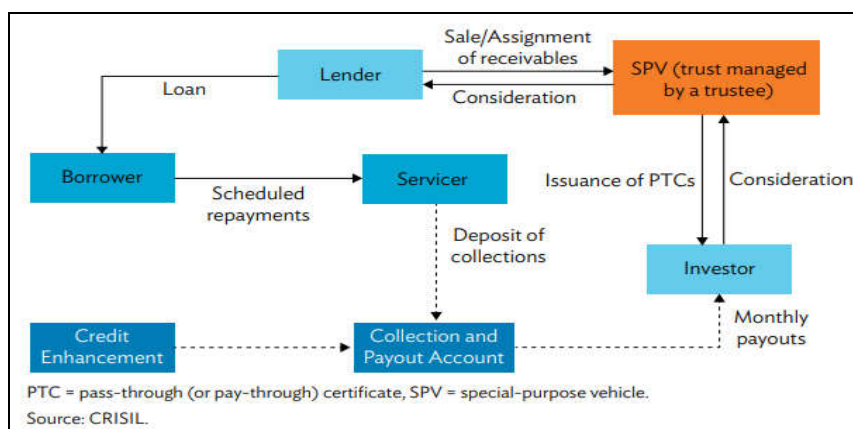 Sale/Assignment
of receivables
Lender
SPV (trust managed
by a trustee)
Loan
Consideration
Borrower
Servicer
Issuance of PTCs
Consideration
Scheduled
repayments
Deposit of
collections
Investor
Credit
Enhancement
Collection and
Payout Account
Monthly
payouts
PTC = pass-through (or pay-through) certificate, SPV = special-purpose vehicle.
Source: CRISIL.